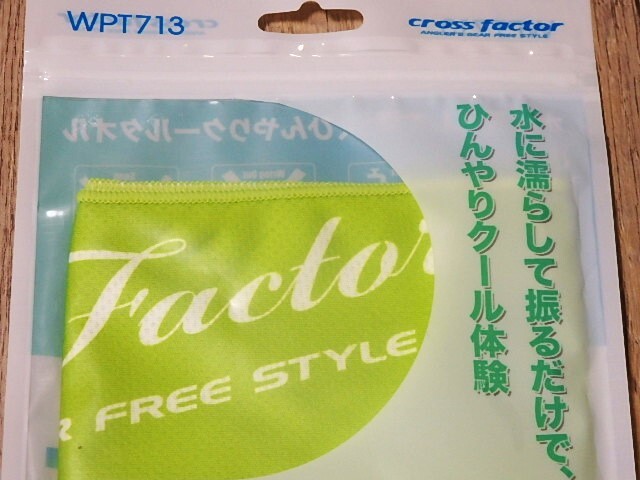 WPT713
cross factor
ANGLER'S GEAR FREE STYLE
水に濡らして振るだけで、
ひんやりクール体験
ひんやりクールタオル
Factor
R FREE STYLE